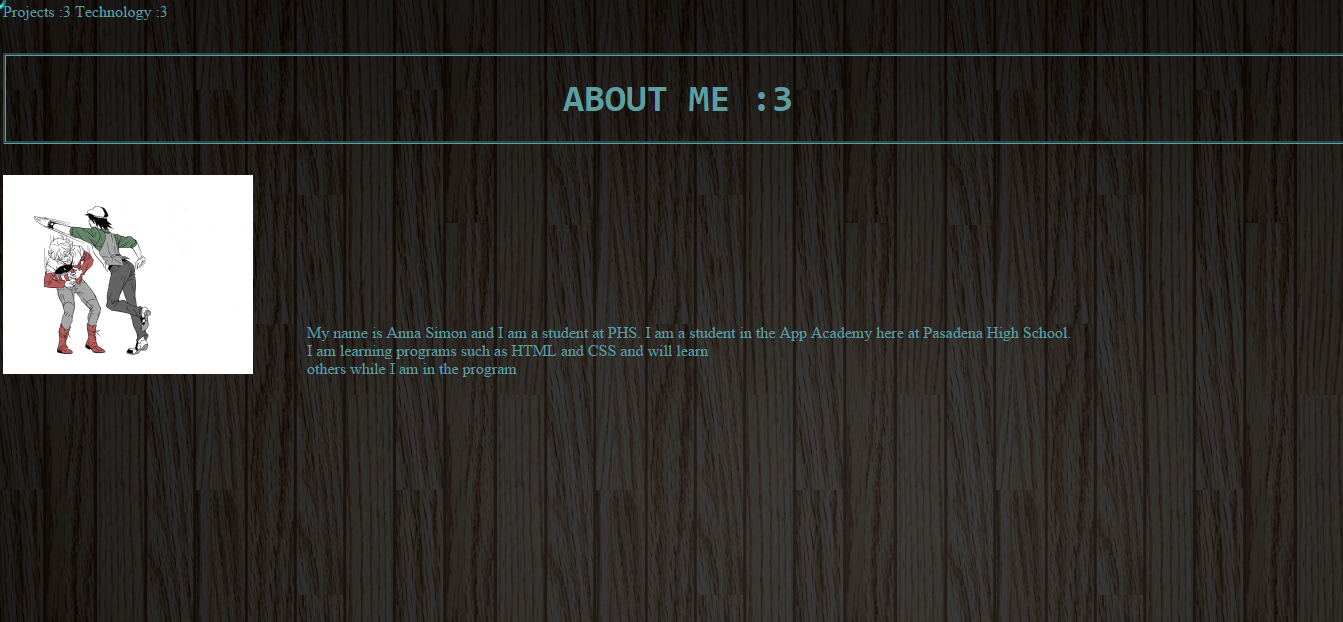 Projects :3 Technology :3
ABOUT ME :3
My name is Anna Simon and I am a student at PHS. I am a student in the App Academy here at Pasadena High School.
I am learning programs such as HTML and CSS and will learn
others while I am in the program